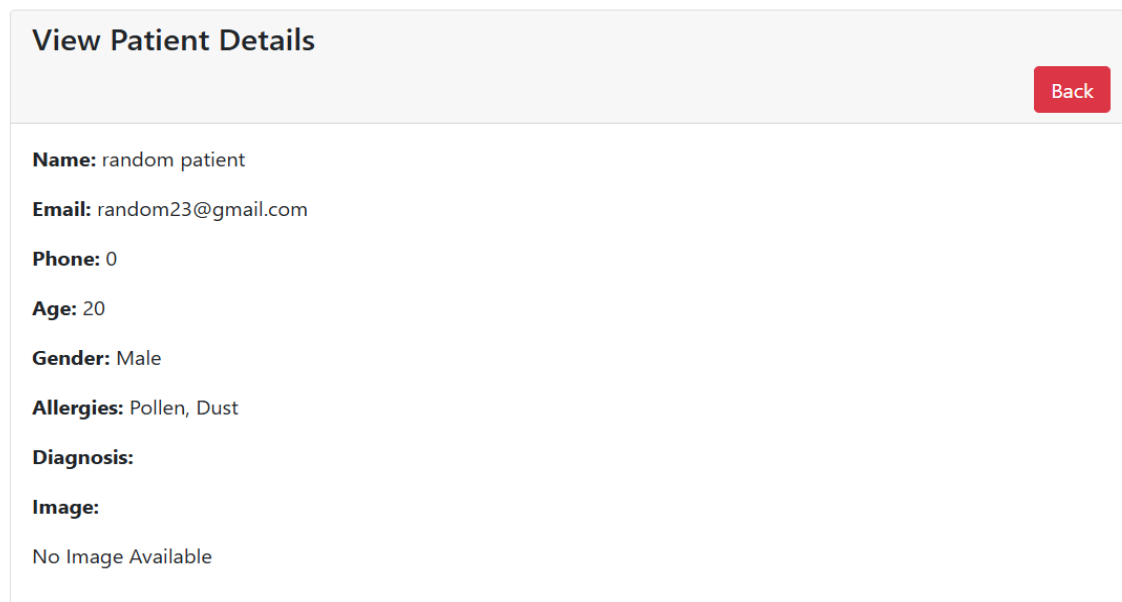 View Patient Details
Back
Name: random patient
Email: random23@gmail.com
Phone: 0
Age: 20
Gender: Male
Allergies: Pollen, Dust
Diagnosis:
Image:
No Image Available